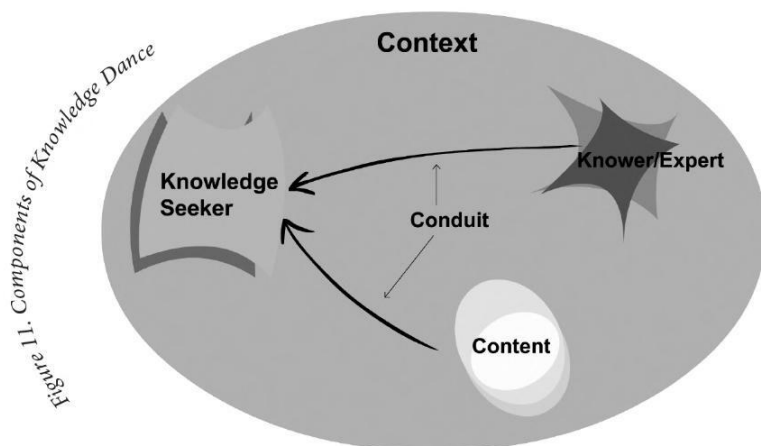 Figure 11. Components of Knowledge Dance
Context
Knower/Expert
Knowledge
Seeker
Conduit
Content